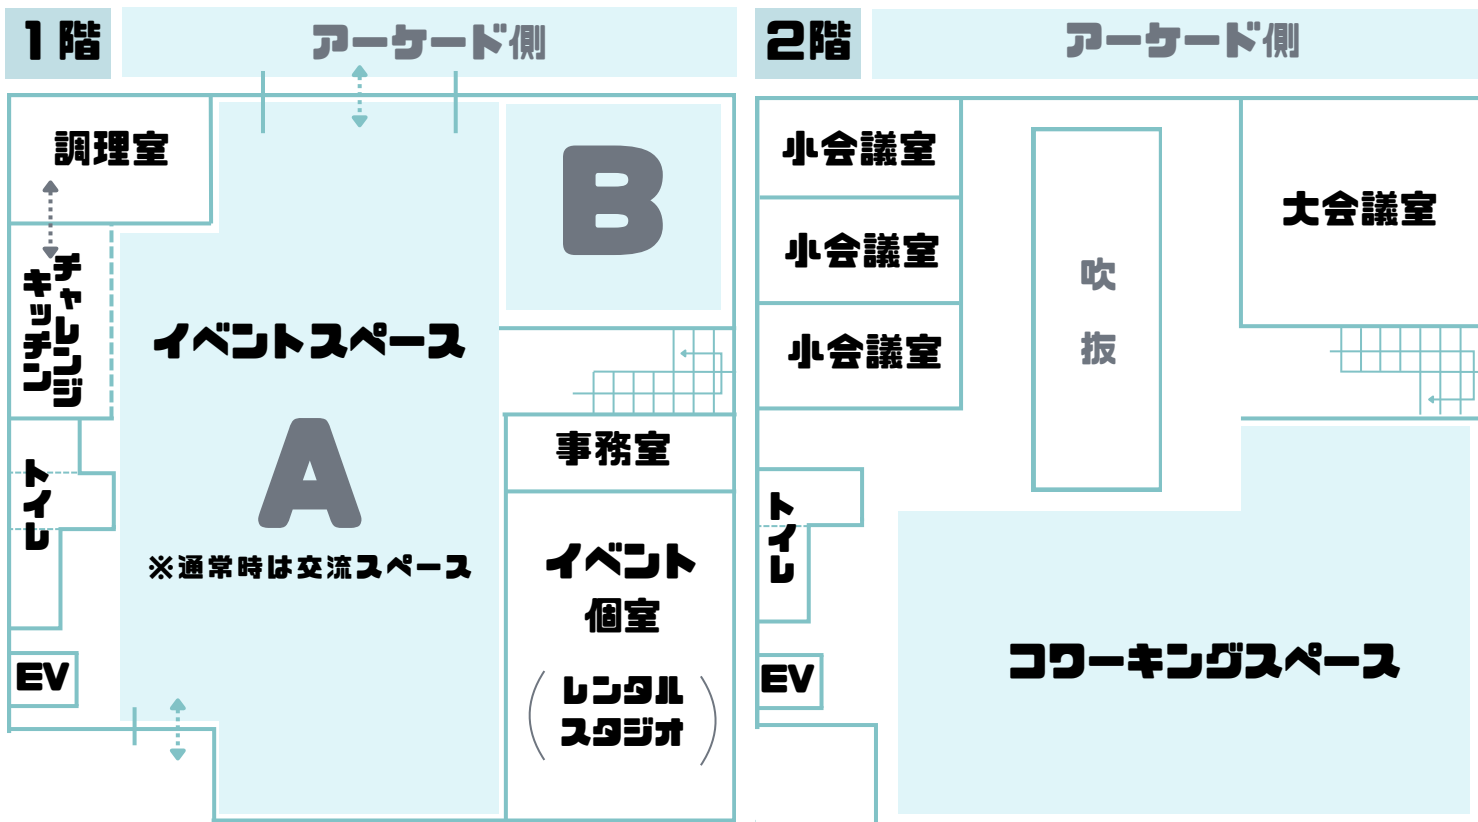 1階
アーケード側
調理室
チャレンジ
キッチン
B
イベントスペース
A
※通常時は交流スペース
トイレ
EV
事務室
イベント
個室
(レンタル
スタジオ)
2階
アーケード側
小会議室
小会議室
小会議室
吹
抜
大会議室
トイレ
EV
コワーキングスペース